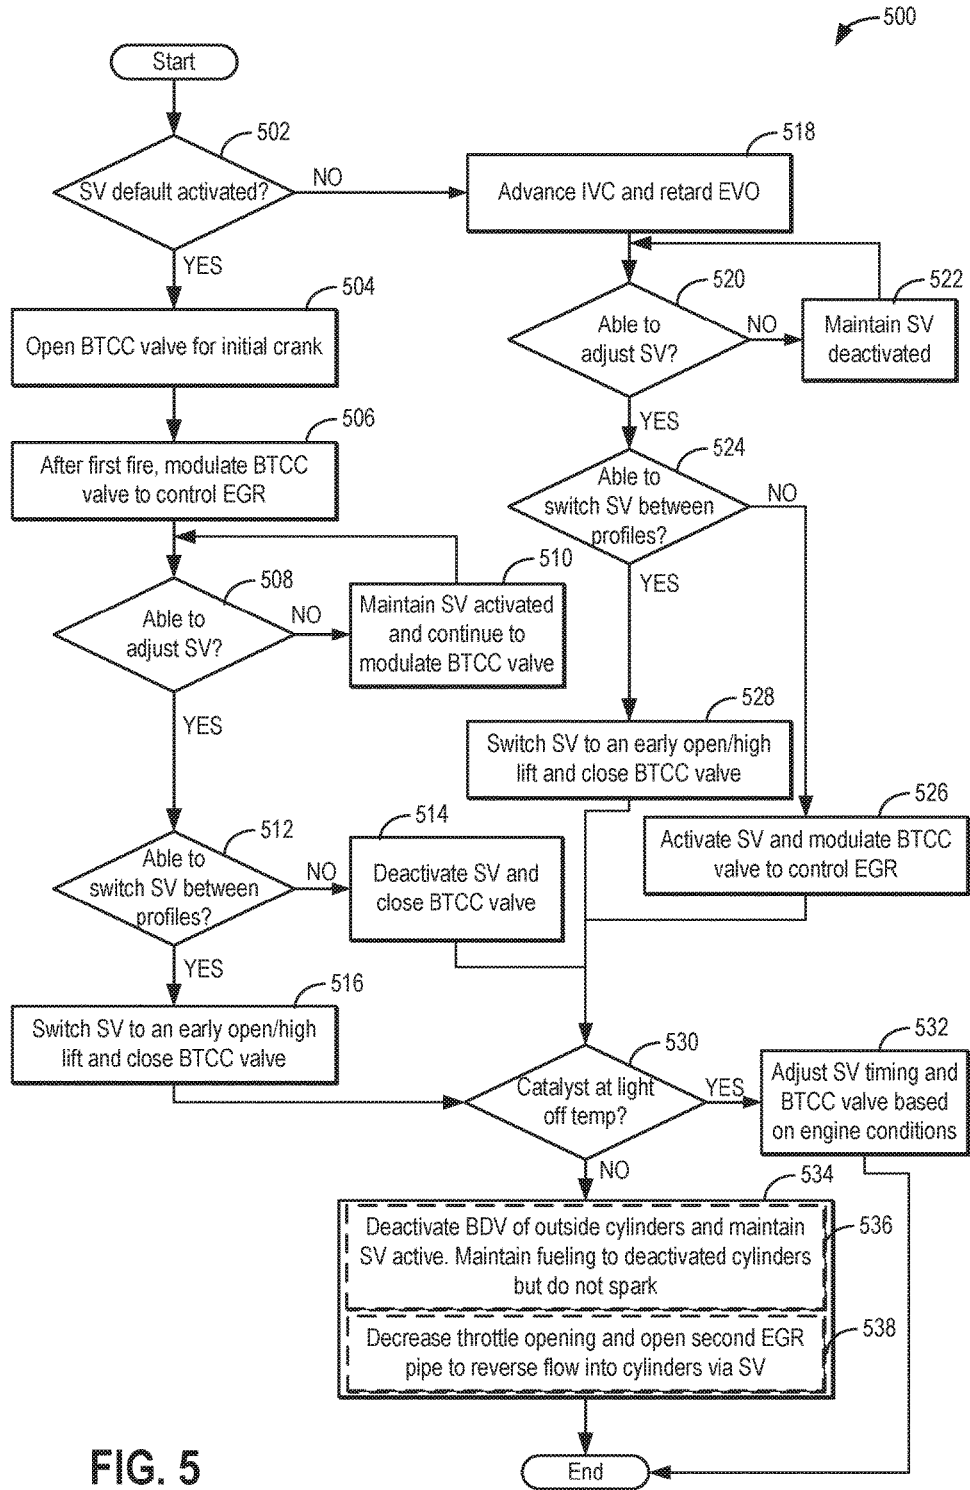 500
Start
502
SV default activated?
NO
YES
518
Advance IVC and retard EVO
504
Open BTCC valve for initial crank
520
Able to
adjust SV?
NO
YES
522
Maintain SV
deactivated
506
After first fire, modulate BTCC
valve to control EGR
524
Able to
switch SV between
profiles?
NO
YES
508
Able to
adjust SV?
NO
YES
510
Maintain SV activated
and continue to
modulate BTCC valve
528
Switch SV to an early open/high
lift and close BTCC valve
526
Activate SV and modulate BTCC
valve to control EGR
512
Able to
switch SV between
profiles?
NO
YES
514
Deactivate SV and
close BTCC valve
516
Switch SV to an early open/high
lift and close BTCC valve
530
Catalyst at light
off temp?
YES
NO
532
Adjust SV timing and
BTCC valve based
on engine conditions
534
Deactivate BDV of outside cylinders and maintain
SV active. Maintain fueling to deactivated cylinders
but do not spark
536
Decrease throttle opening and open second EGR
pipe to reverse flow into cylinders via SV
538
End
FIG. 5